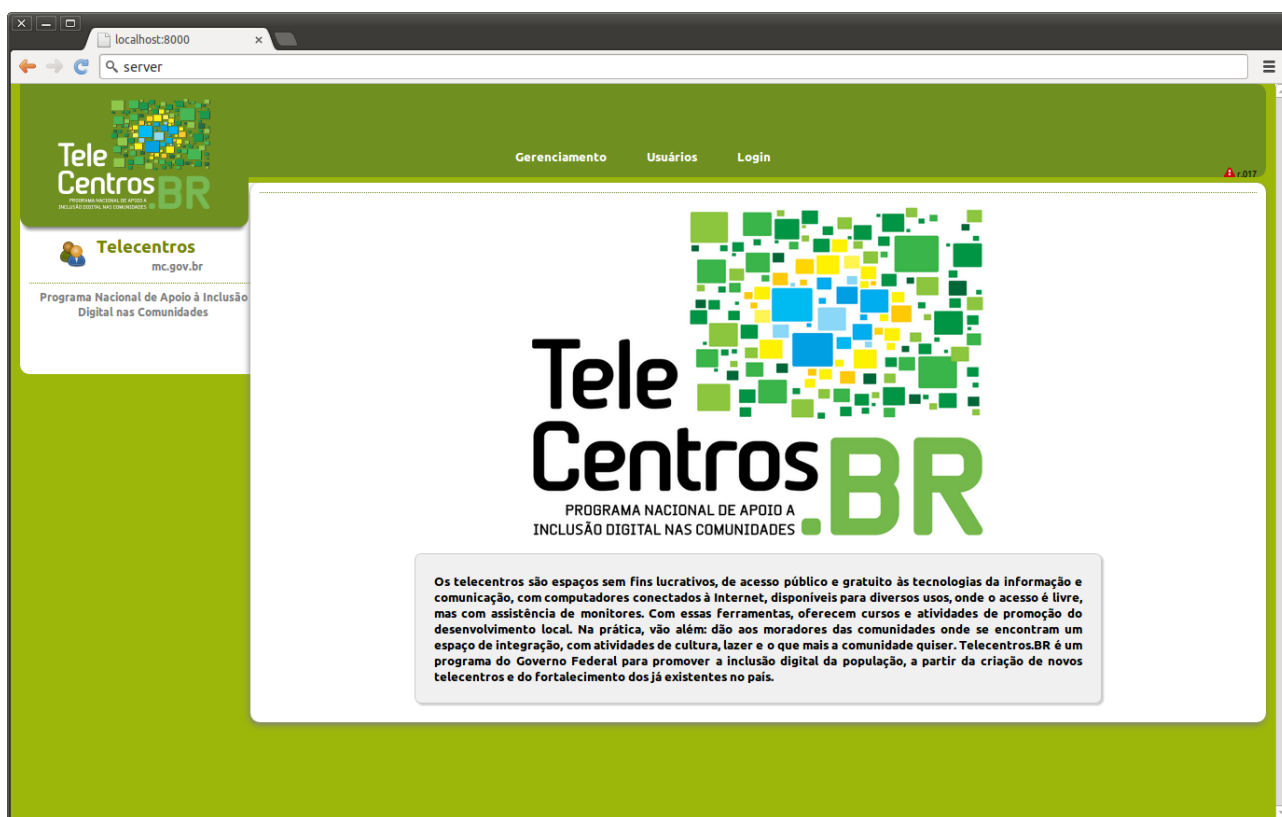 localhost:8000
server
Tele
Centros.BR
PROGRAMA NACIONAL DE APOIO A
INCLUSÃO DIGITAL NAS COMUNIDADES
Gerenciamento Usuários Login
r.017
Telecentros
mc.gov.br
Programa Nacional de Apoio à Inclusão
Digital nas Comunidades
Tele
Centros.BR
PROGRAMA NACIONAL DE APOIO A
INCLUSÃO DIGITAL NAS COMUNIDADES
Os telecentros são espaços sem fins lucrativos, de acesso público e gratuito às tecnologias da informação e
comunicação, com computadores conectados à Internet, disponíveis para diversos usos, onde o acesso é livre,
mas com assistência de monitores. Com essas ferramentas, oferecem cursos e atividades de promoção do
desenvolvimento local. Na prática, vão além: dão aos moradores das comunidades onde se encontram um
espaço de integração, com atividades de cultura, lazer e o que mais a comunidade quiser. Telecentros.BR é um
programa do Governo Federal para promover a inclusão digital da população, a partir da criação de novos
telecentros e do fortalecimento dos já existentes no país.